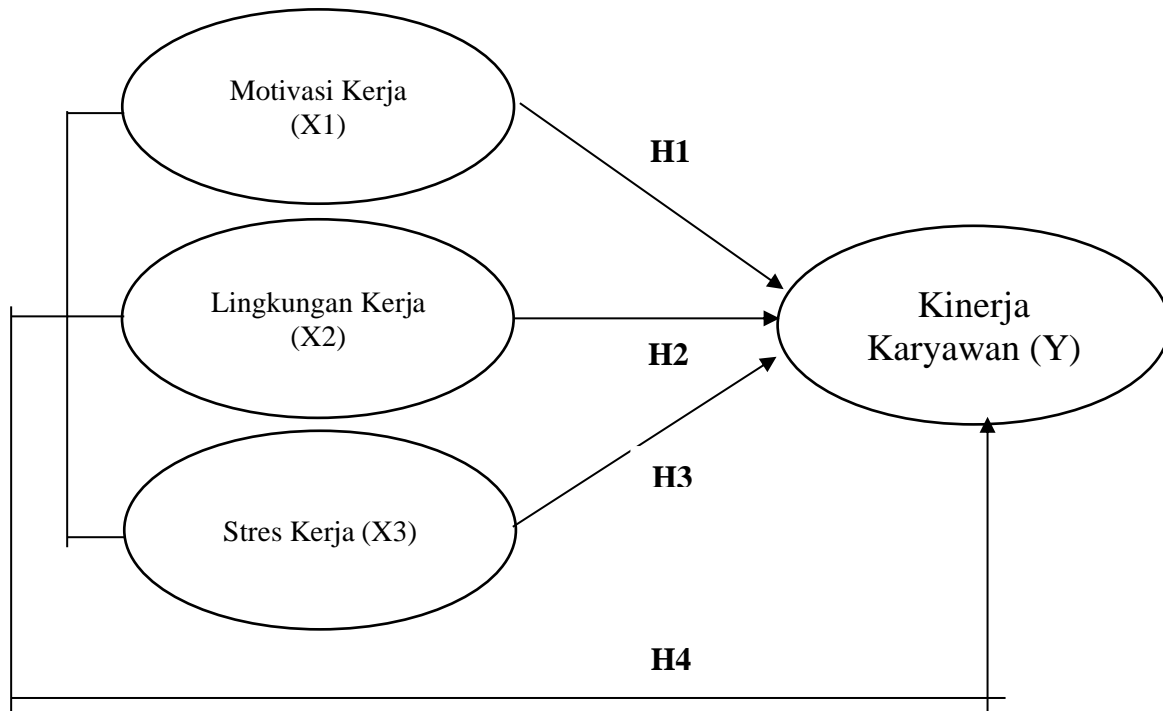 Motivasi Kerja
(X1)
H1
Lingkungan Kerja
(X2)
H2
Kinerja
Karyawan (Y)
Stres Kerja (X3)
H3
H4